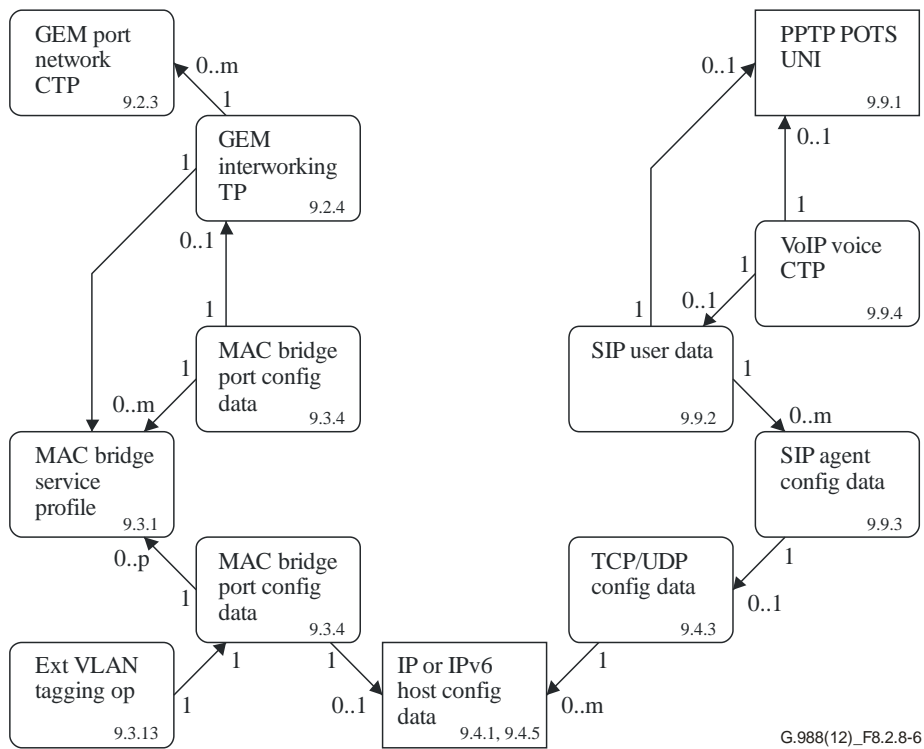 GEM port
network
CTP
9.2.3
0..m
1
GEM
interworking
TP
9.2.4
1
0..1
1
MAC bridge
port config
data
9.3.4
1
0..m
MAC bridge
service
profile
9.3.1
0..p
1
MAC bridge
port config
data
9.3.4
Ext VLAN
tagging op
9.3.13
1
1
1
0..1
IP or IPv6
host config
data
9.4.1, 9.4.5
PPTP POTS
UNI
9.9.1
0..1
0..1
1
VoIP voice
CTP
9.9.4
1
0..1
1
SIP user data
9.9.2
1
0..m
SIP agent
config data
9.9.3
1
0..1
TCP/UDP
config data
9.4.3
1
0..m
G.988(12)_F8.2.8-6